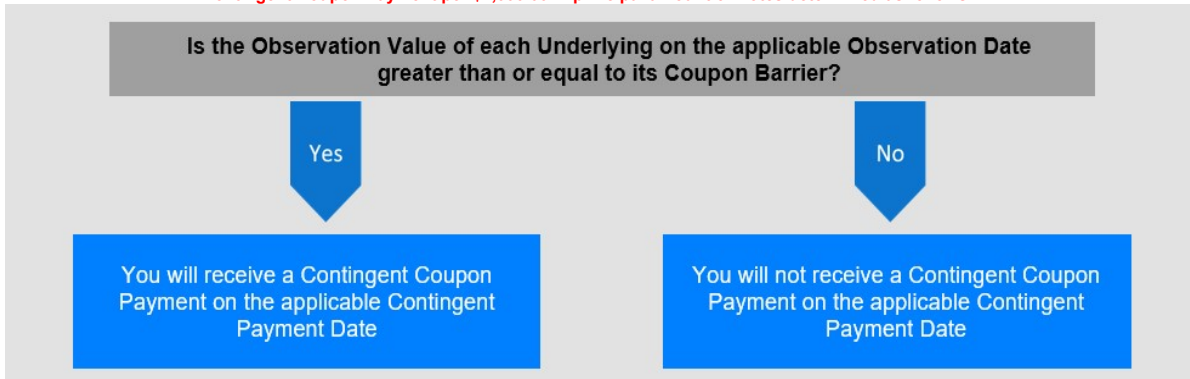 Is the Observation Value of each Underlying on the applicable Observation Date
greater than or equal to its Coupon Barrier?
Yes
No
You will receive a Contingent Coupon
Payment on the applicable Contingent
Payment Date
You will not receive a Contingent Coupon
Payment on the applicable Contingent
Payment Date